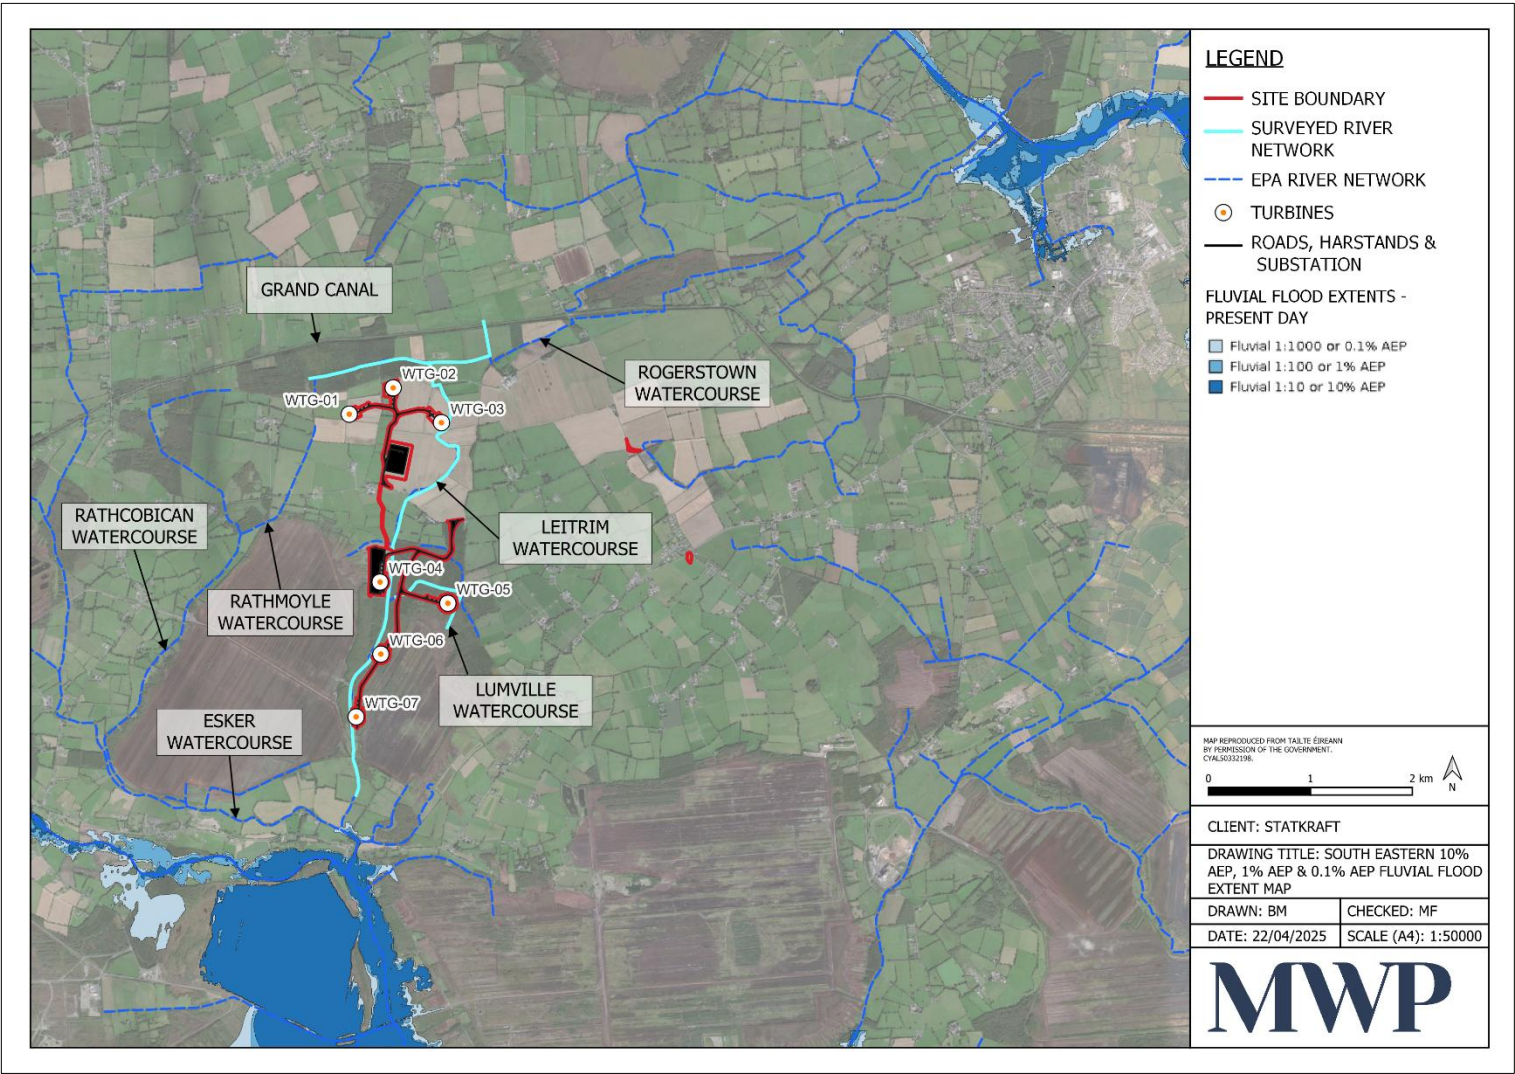 GRAND CANAL
WTG-02
WTG-01
WTG-03
ROGERSTOWN
WATERCOURSE
RATHCOBICAN
WATERCOURSE
LEITRIM
WATERCOURSE
WTG-04
WTG-05
RATHMOYLE
WATERCOURSE
WTG-06
LUMVILLE
WATERCOURSE
WTG-07
ESKER
WATERCOURSE
LEGEND
SITE BOUNDARY
SURVEYED RIVER
NETWORK
EPA RIVER NETWORK
TURBINES
ROADS, HARSTANDS &
SUBSTATION
FLUVIAL FLOOD EXTENTS -
PRESENT DAY
Fluvial 1:1000 or 0.1% AEP
Fluvial 1:100 or 1% AEP
Fluvial 1:10 or 10% AEP
MAP REPRODUCED FROM TAILTE ÉIREANN
BY PERMISSION OF THE GOVERNMENT.
CYAL50332198.
0 1 2 km
N
CLIENT: STATKRAFT
DRAWING TITLE: SOUTH EASTERN 10%
AEP, 1% AEP & 0.1% AEP FLUVIAL FLOOD
EXTENT MAP
DRAWN: BM CHECKED: MF
DATE: 22/04/2025 SCALE (A4): 1:50000
MWP